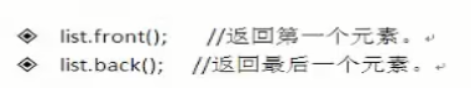 ◈ list.front(); //返回第一个元素。
◈ list.back(); //返回最后一个元素。